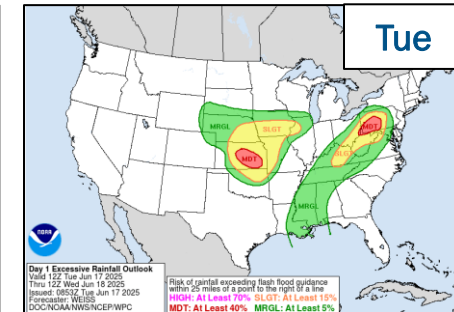 Tue
MRGL
SLGT
MDT
MDT
SLGT
MRGL
NOAA
Day 1 Excessive Rainfall Outlook
Valid 12Z Tue Jun 17 2025
Thru 12Z Wed Jun 18 2025
Issued: 0853Z Tue Jun 17 2025
Forecaster: WEISS
DOC/NOAA/NWS/NCEP/WPC
Risk of rainfall exceeding flash flood guidance
within 25 miles of a point to the right of a line
HIGH: At Least 70% SLGT: At Least 15%
MDT: At Least 40% MRGL: At Least 5%